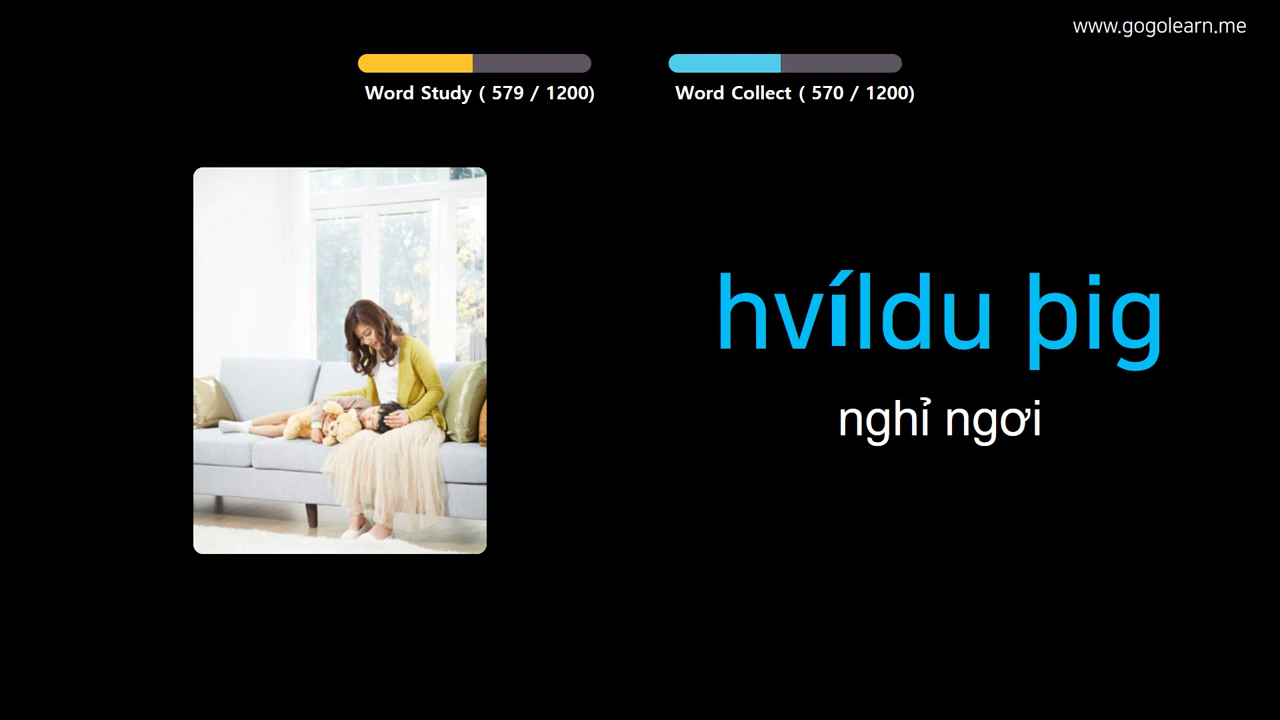 www.gogolearn.me
Word Study ( 579 / 1200)
Word Collect ( 570 / 1200)
hvíldu þig
nghỉ ngơi